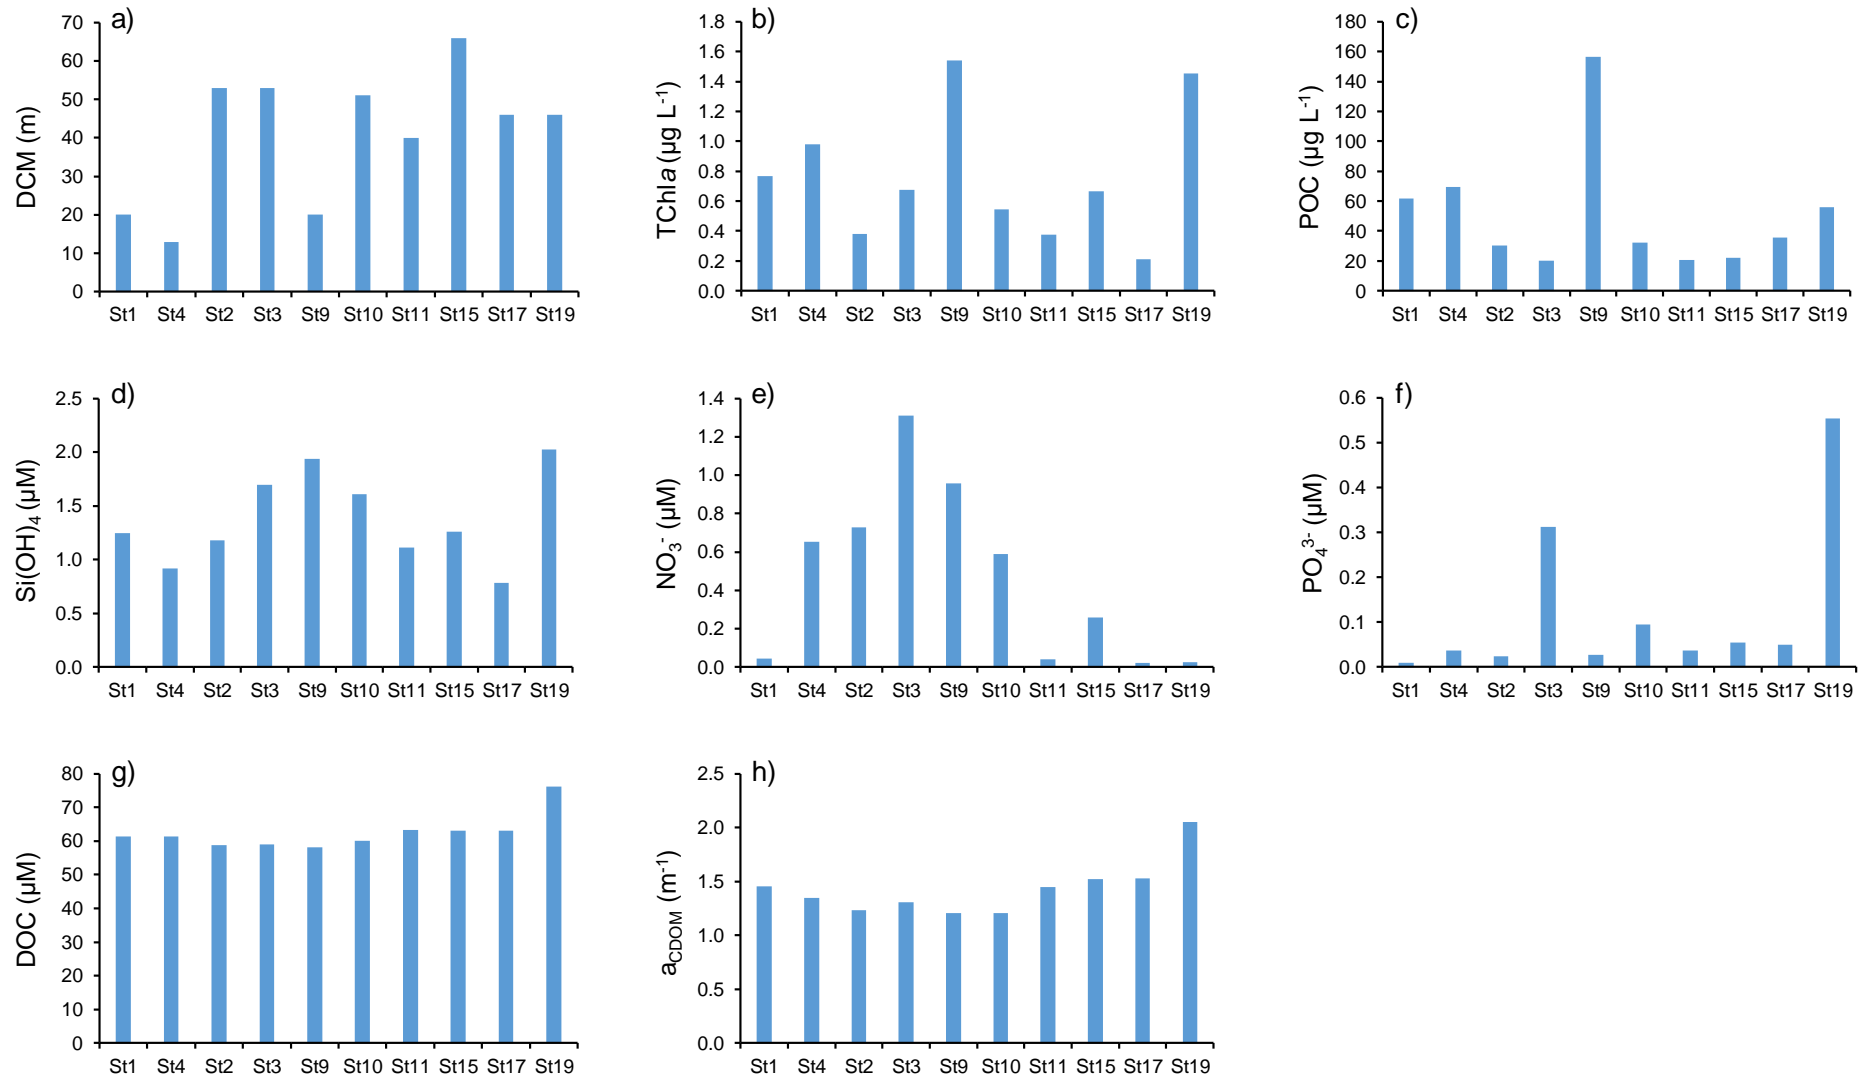 a)
DCM (m)
70
60
50
40
30
20
10
0
St1 St4 St2 St3 St9 St10 St11 St15 St17 St19
b)
TChla (µg L-1)
1.8
1.6
1.4
1.2
1.0
0.8
0.6
0.4
0.2
0.0
St1 St4 St2 St3 St9 St10 St11 St15 St17 St19
c)
POC (µg L-1)
180
160
140
120
100
80
60
40
20
0
St1 St4 St2 St3 St9 St10 St11 St15 St17 St19
d)
Si(OH)4 (µM)
2.5
2.0
1.5
1.0
0.5
0.0
St1 St4 St2 St3 St9 St10 St11 St15 St17 St19
e)
NO3- (µM)
1.4
1.2
1.0
0.8
0.6
0.4
0.2
0.0
St1 St4 St2 St3 St9 St10 St11 St15 St17 St19
f)
PO43- (µM)
0.6
0.5
0.4
0.3
0.2
0.1
0.0
St1 St4 St2 St3 St9 St10 St11 St15 St17 St19
g)
DOC (µM)
80
70
60
50
40
30
20
10
0
St1 St4 St2 St3 St9 St10 St11 St15 St17 St19
h)
aCDOM (m-1)
2.5
2.0
1.5
1.0
0.5
0.0
St1 St4 St2 St3 St9 St10 St11 St15 St17 St19